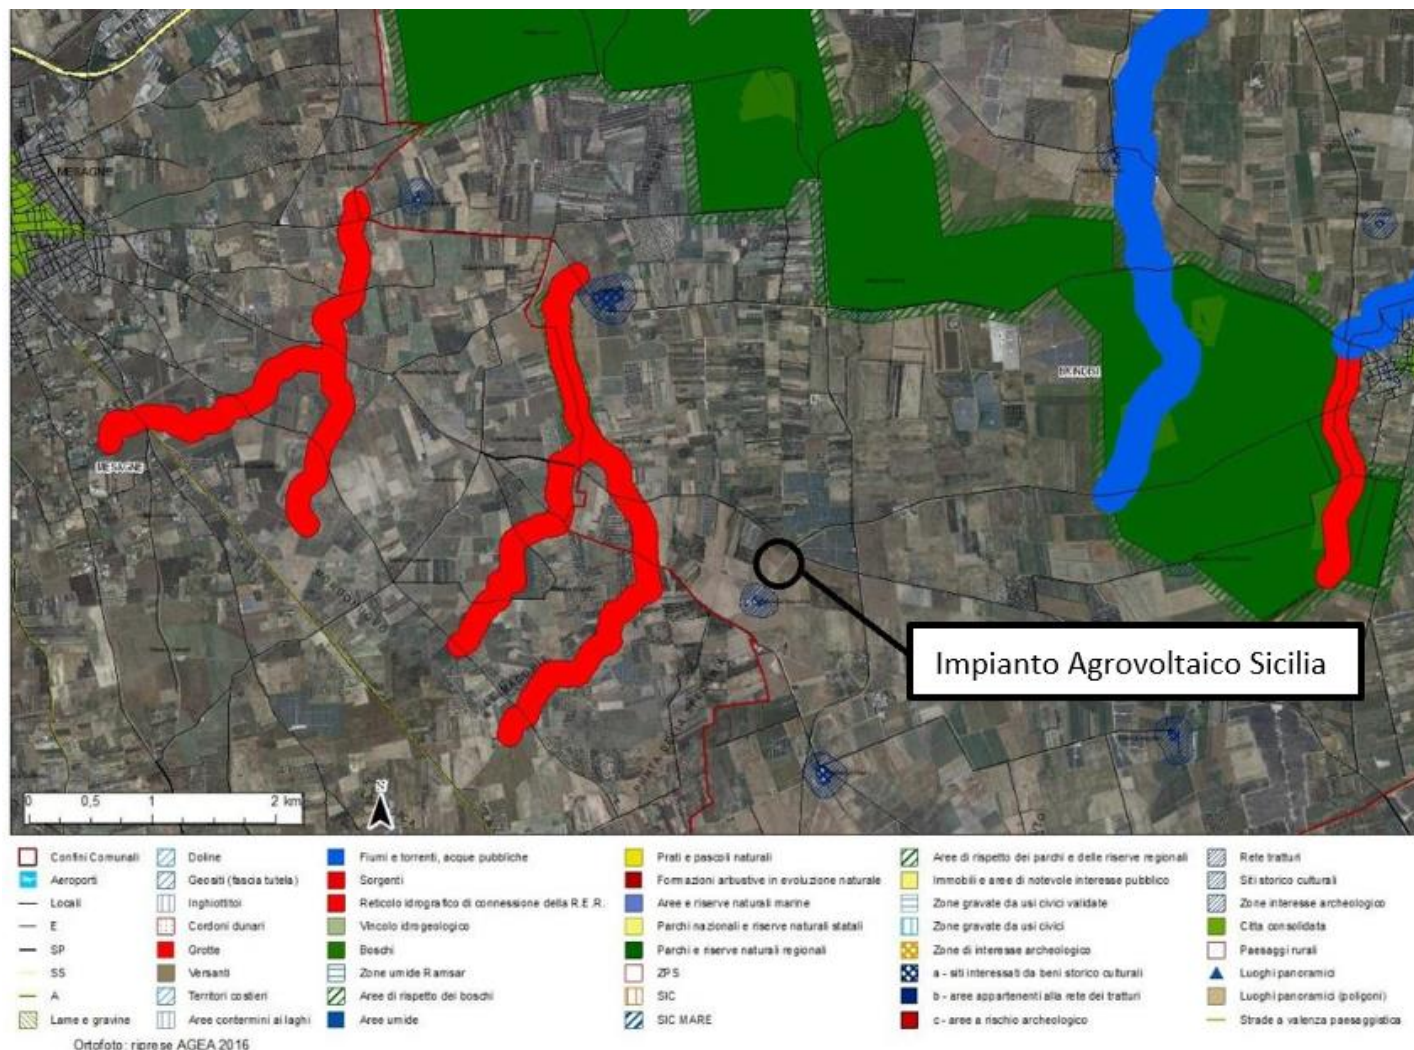 MESAGNE
BRINDISI
MESAGNE
Impianto Agrovoltaico Sicilia
0 0,5 1 2 km
Confini Comunali
Aeroporti
Locali
E
SP
SS
A
Lame e gravine
Doline
Geositi (fascia tutela)
Inghiottitoi
Cordoni dunari
Grotte
Versanti
Territori costieri
Aree contermini ai laghi
Fiumi e torrenti, acque pubbliche
Sorgenti
Reticolo idrografico di connessione della R.E.R.
Vincolo idrogeologico
Boschi
Zone umide Ramsar
Aree di rispetto dei boschi
Aree umide
Prati e pascoli naturali
Formazioni arbustive in evoluzione naturale
Aree e riserve naturali marine
Parchi nazionali e riserve naturali statali
Parchi e riserve naturali regionali
ZPS
SIC
SIC MARE
Aree di rispetto dei parchi e delle riserve regionali
Immobili e aree di notevole interesse pubblico
Zone gravate da usi civici validate
Zone gravate da usi civici
Zone di interesse archeologico
a - siti interessati da beni storico culturali
b - aree appartenenti alla rete dei tratturi
c - aree a rischio archeologico
Rete tratturi
Siti storico culturali
Zone interesse archeologico
Citta consolidata
Paesaggi rurali
Luoghi panoramici
Luoghi panoramici (poligoni)
Strade a valenza paesaggistica
Ortofoto: riprese AGEA 2016